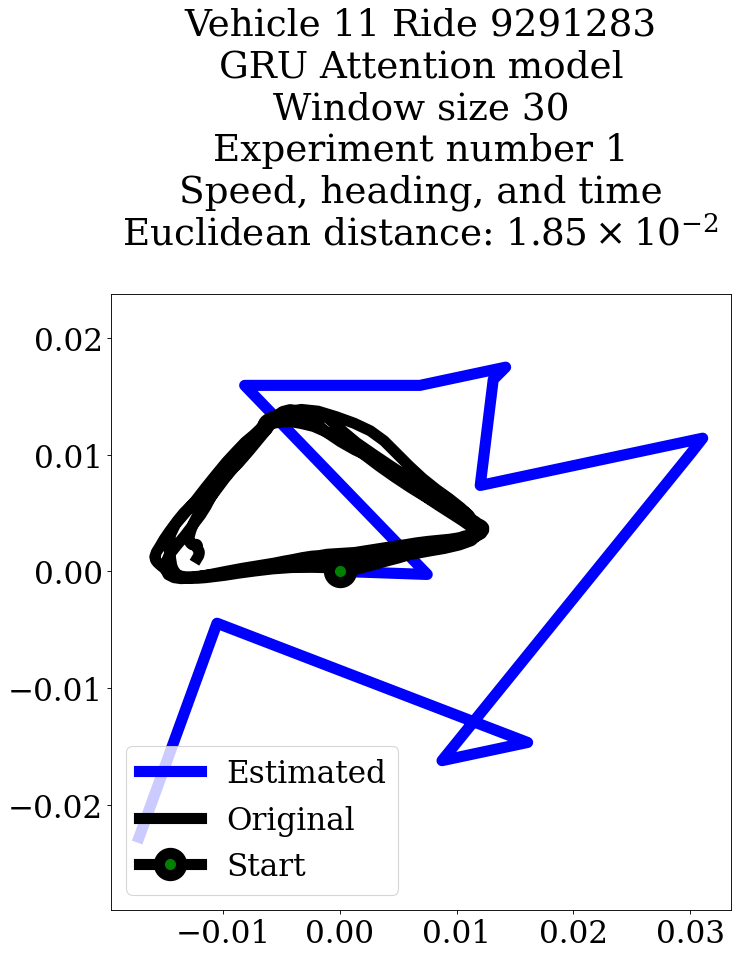 Vehicle 11 Ride 9291283
GRU Attention model
Window size 30
Experiment number 1
Speed, heading, and time
Euclidean distance: 1.85 × 10⁻²
0.02
0.01
0.00
−0.01
−0.02
Estimated
Original
Start
−0.01 0.00 0.01 0.02 0.03